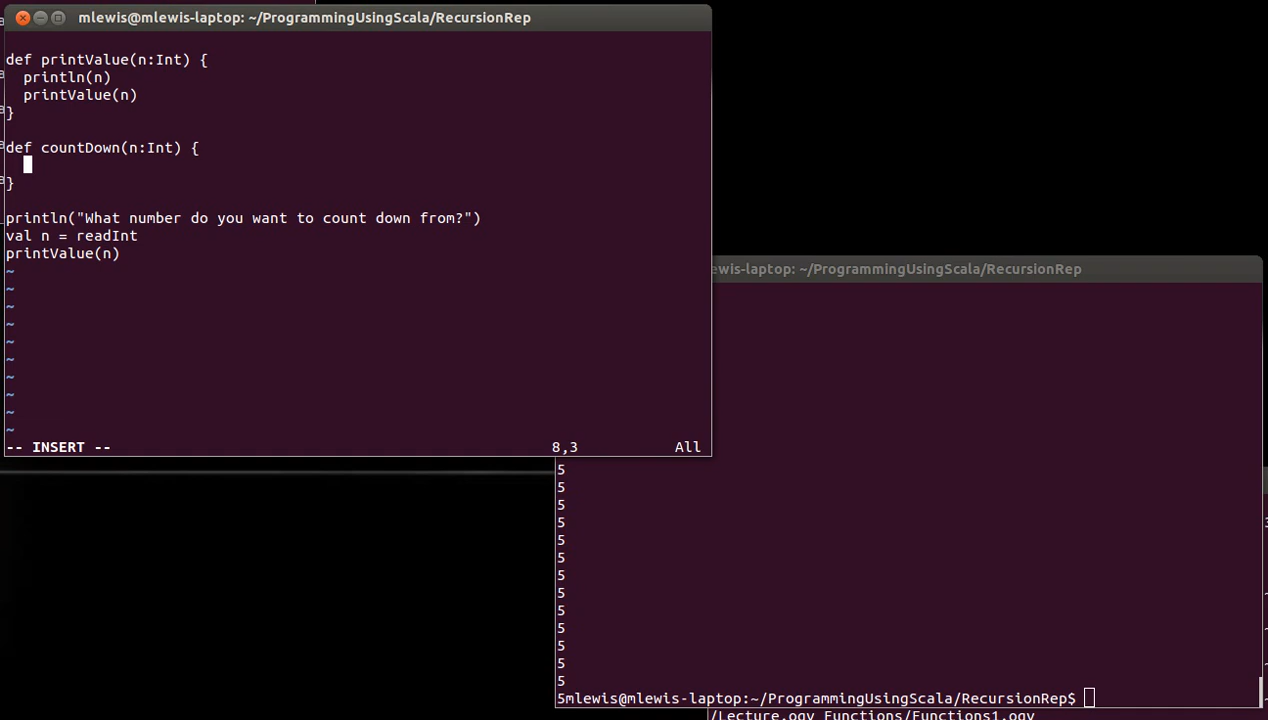 mlewis@mlewis-laptop: ~/ProgrammingUsingScala/RecursionRep
def printValue(n:Int) {
  println(n)
  printValue(n)
}
def countDown(n:Int) {
}
println("What number do you want to count down from?")
val n = readInt
printValue(n)
~
~
~
~
~
~
~
~
~
~
-- INSERT --    8,3    All
ewis-laptop: ~/ProgrammingUsingScala/RecursionRep
5
5
5
5
5
5
5
5
5
5
5
5
5
5mlewis@mlewis-laptop:~/ProgrammingUsingScala/RecursionRep$
/Lecture.ogv Functions/Functions1.ogv